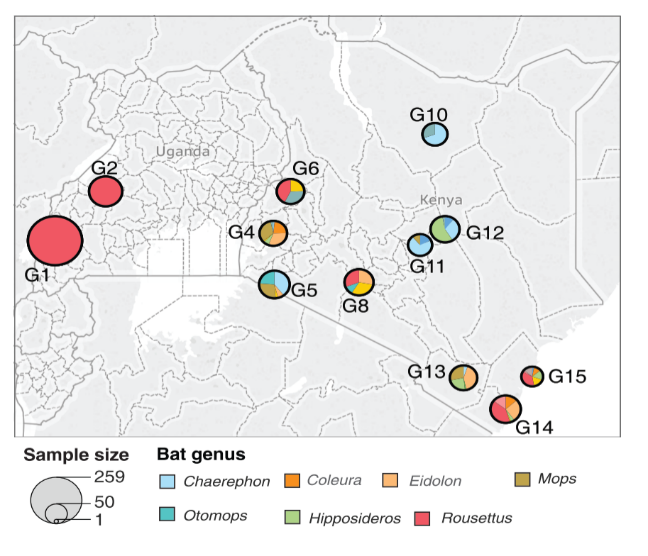 G10
Uganda
G2
G6
Kenya
G4
G12
G11
G1
G5
G8
G13
G15
G14
Sample size
259
50
1
Bat genus
Chaerephon
Coleura
Eidolon
Mops
Otomops
Hipposideros
Rousettus